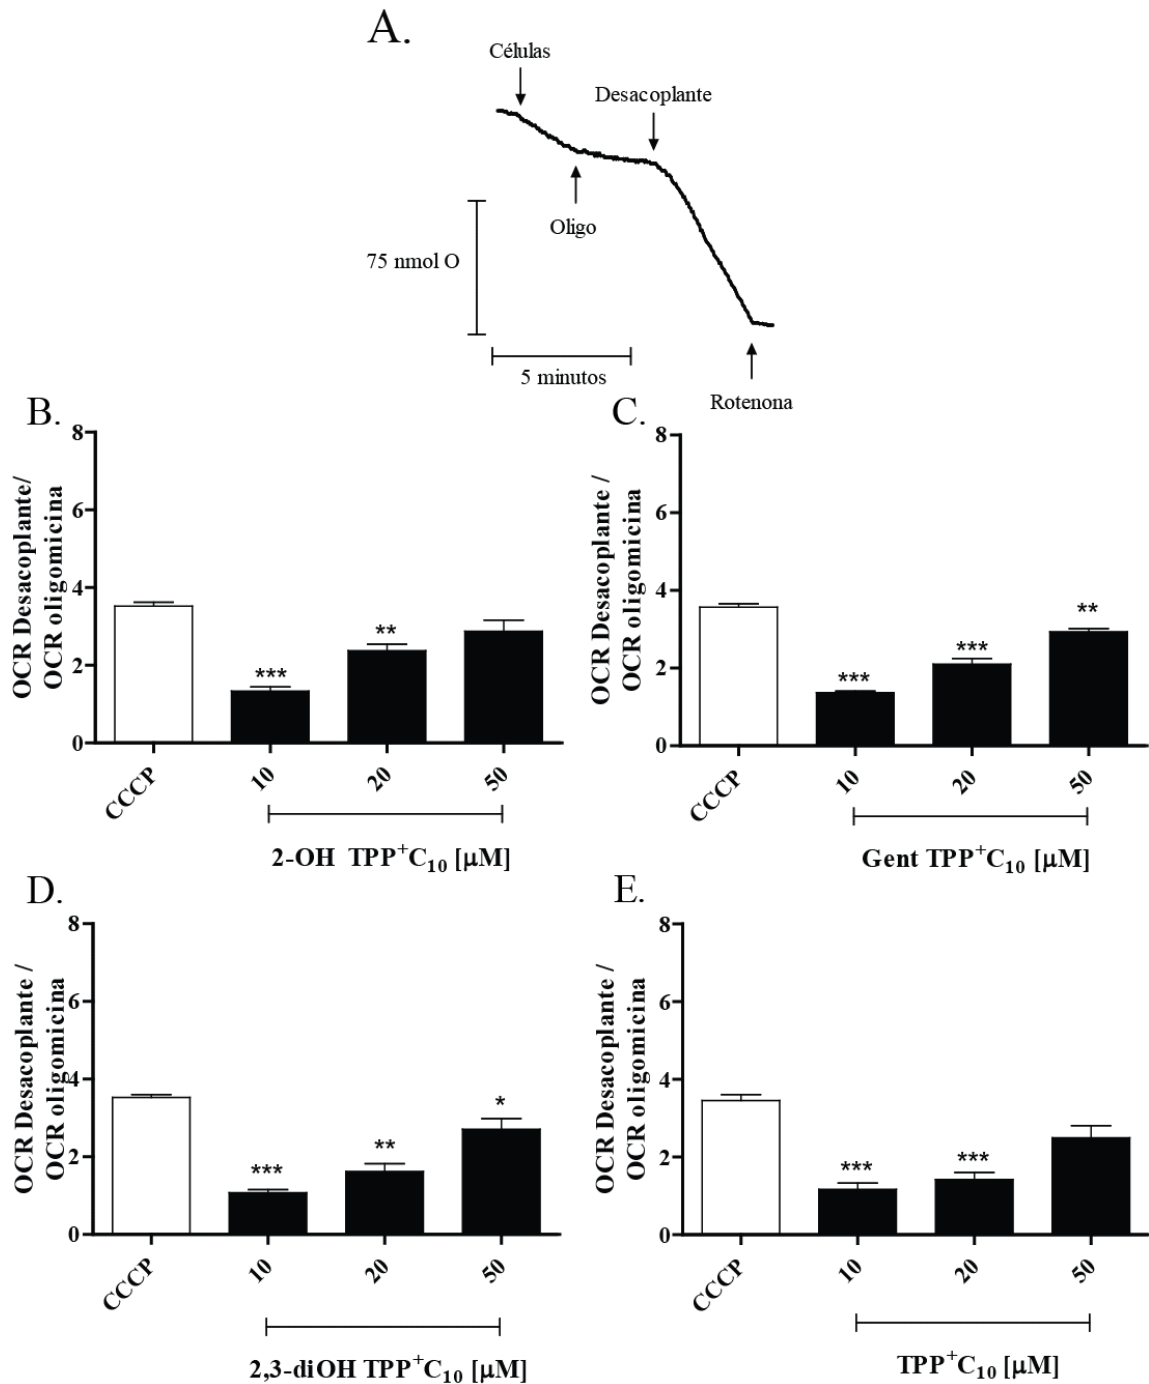 A.
Células
Desacoplante
Oligo
75 nmol O
5 minutos
Rotenona
B.
OCR Desacoplante/
OCR oligomicina
8
6
4
2
0
***
**
CCCP
10
20
50
2-OH TPP⁺C₁₀ [µM]
C.
OCR Desacoplante /
OCR oligomicina
8
6
4
2
0
***
***
**
CCCP
10
20
50
Gent TPP⁺C₁₀ [µM]
D.
OCR Desacoplante /
OCR oligomicina
8
6
4
2
0
***
**
*
CCCP
10
20
50
2,3-diOH TPP⁺C₁₀ [µM]
E.
OCR Desacoplante /
OCR oligomicina
8
6
4
2
0
***
***
CCCP
10
20
50
TPP⁺C₁₀ [µM]